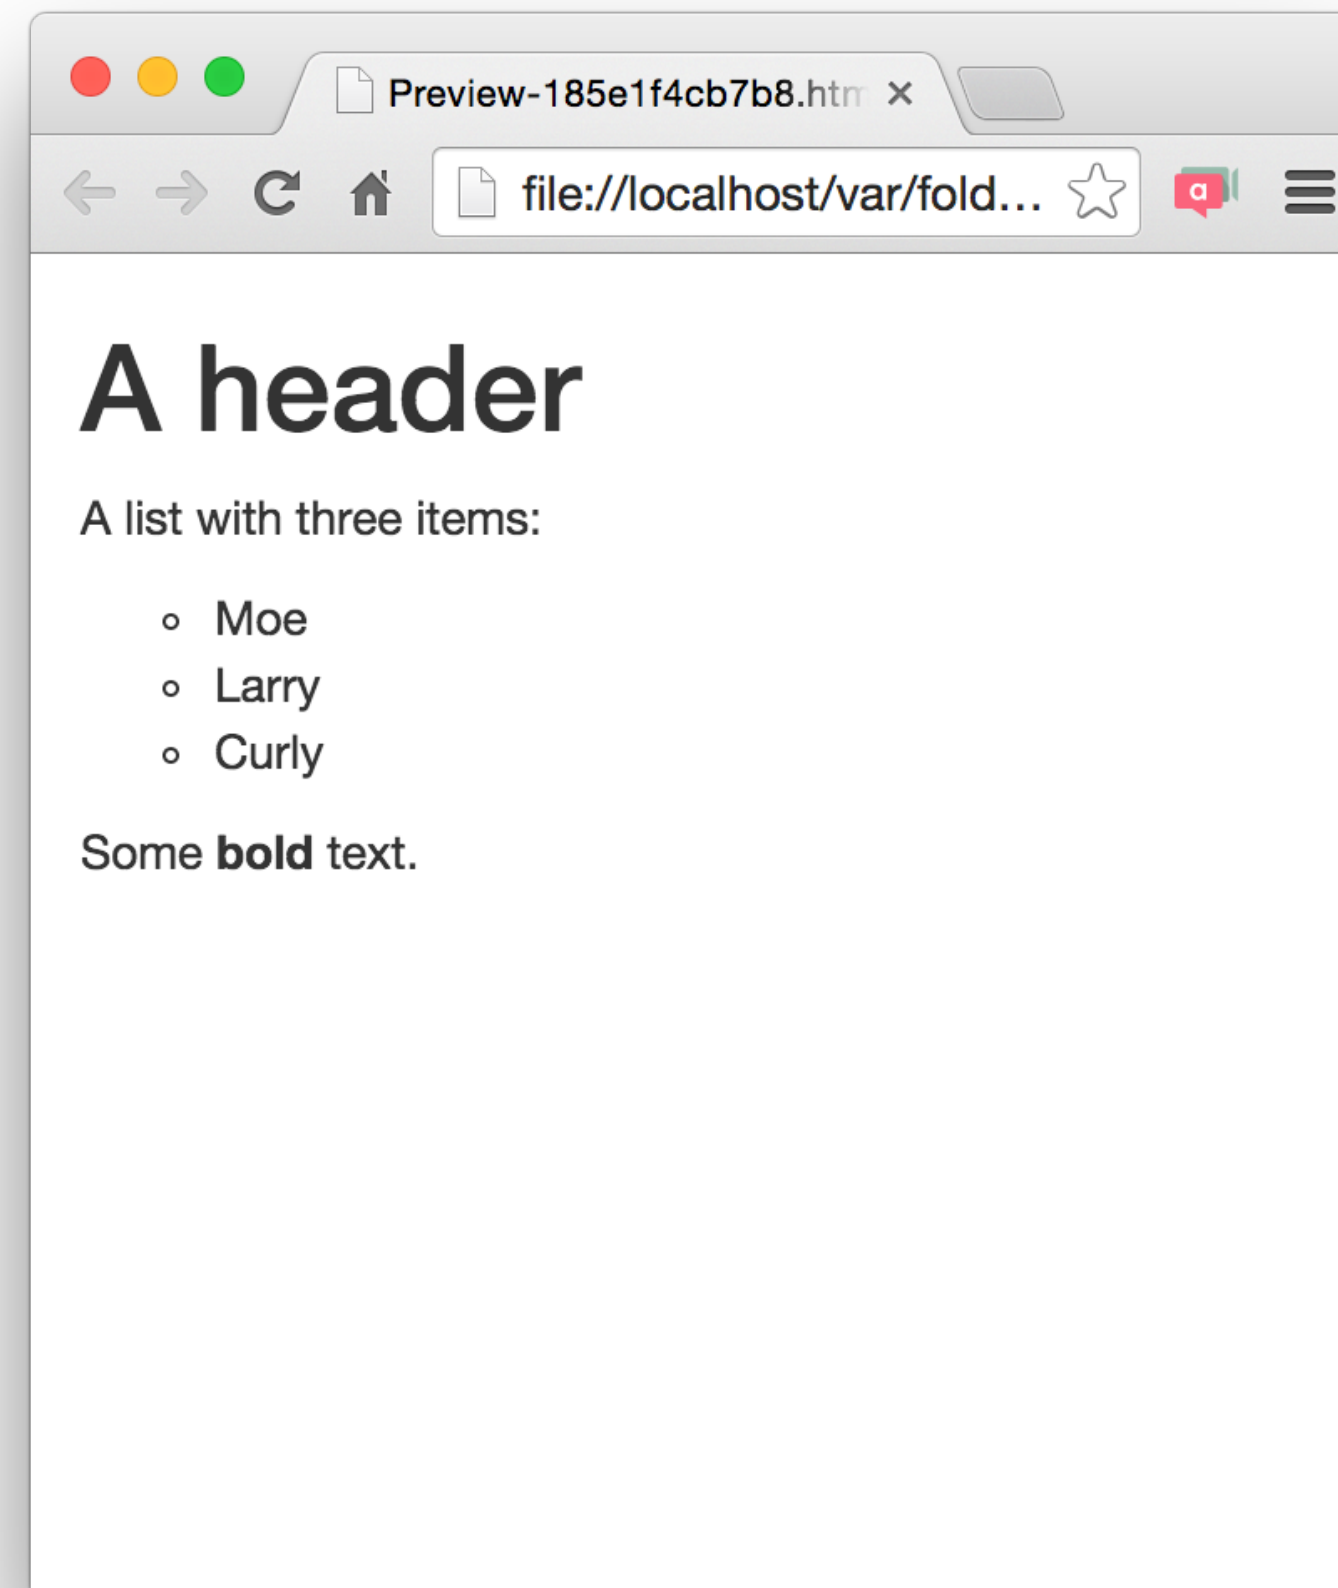 Preview-185e1f4cb7b8.htm
file://localhost/var/fold...
a
A header
A list with three items:
Moe
Larry
Curly
Some bold text.